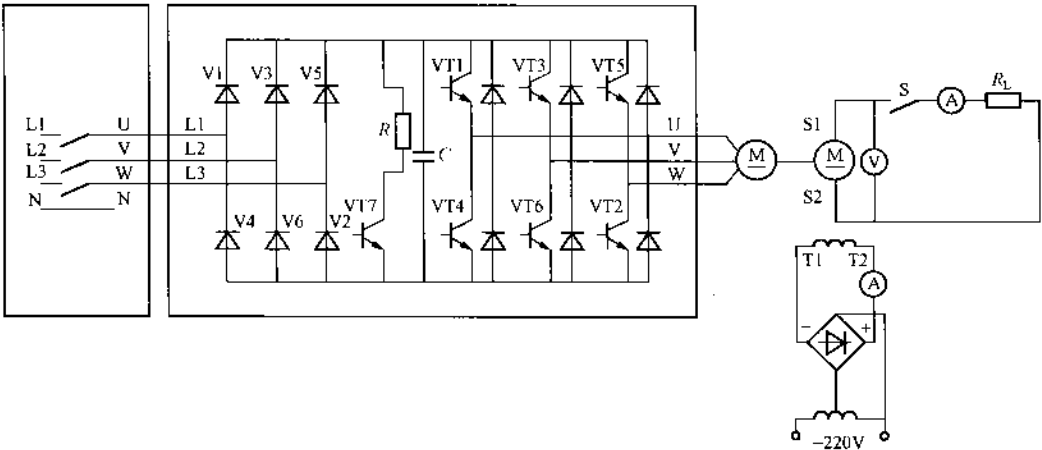 V1 V3 V5 VT1 VT3 VT5
S A R_L
L1 U L1 R C U S1
L2 V L2 V M M V
L3 W L3 W S2
N N
V4 V6 V2 VT7 VT4 VT6 VT2
T1 T2
A
− +
−220V